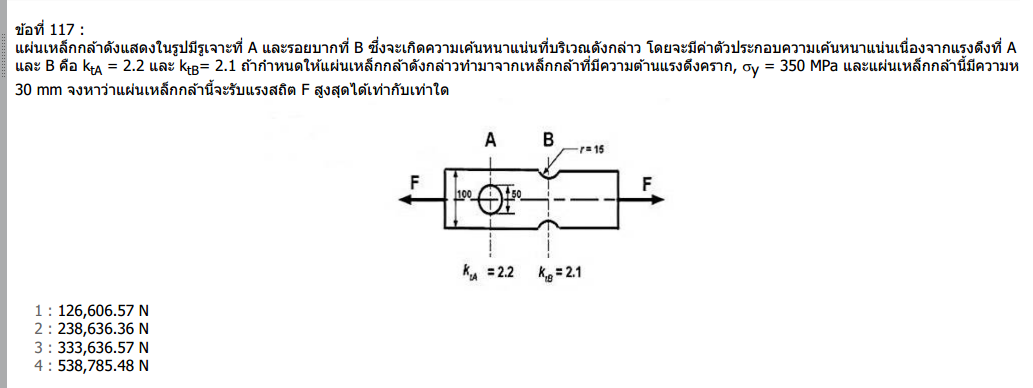 ข้อที่ 117 :
แผ่นเหล็กกล้าดังแสดงในรูปมีรูเจาะที่ A และรอยบากที่ B ซึ่งจะเกิดความเค้นหนาแน่นที่บริเวณดังกล่าว โดยจะมีค่าตัวประกอบความเค้นหนาแน่นเนื่องจากแรงดึงที่ A
และ B คือ ktA = 2.2 และ ktB= 2.1 ถ้ากำหนดให้แผ่นเหล็กกล้าดังกล่าวทำมาจากเหล็กกล้าที่มีความต้านแรงดึงคราก, σy = 350 MPa และแผ่นเหล็กกล้านี้มีความห
30 mm จงหาว่าแผ่นเหล็กกล้านี้จะรับแรงสถิต F สูงสุดได้เท่ากับเท่าใด
A B
r= 15
F F
100 50
ktA = 2.2 ktB = 2.1
1 : 126,606.57 N
2 : 238,636.36 N
3 : 333,636.57 N
4 : 538,785.48 N